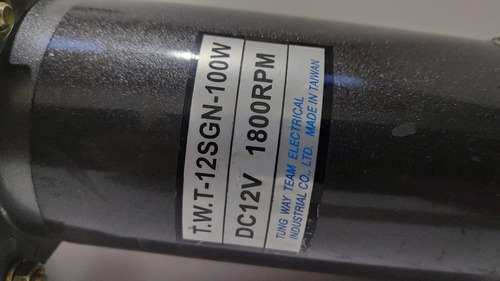 T.W.T-12SGN-100W
DC12V 1800RPM
TUNG WAY TEAM ELECTRICAL
INDUSTRIAL CO., LTD. MADE IN TAIWAN